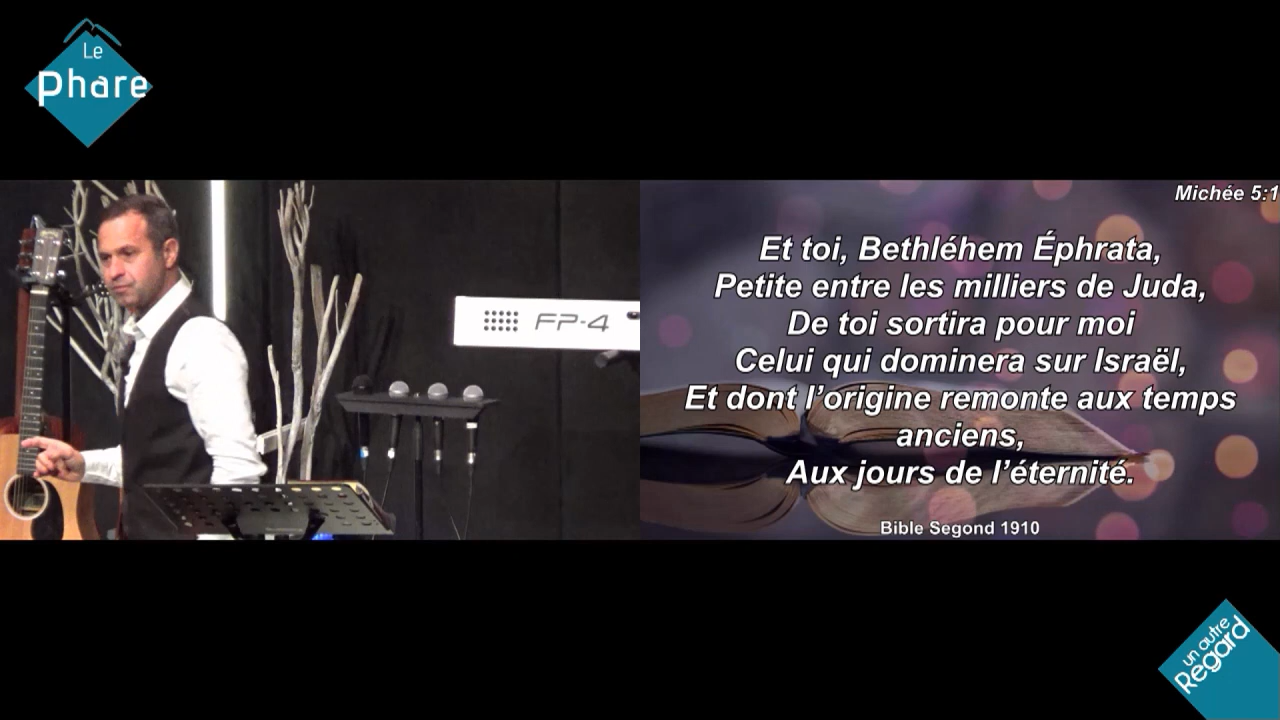 Le
Phare
FP-4
Michée 5:1
Et toi, Bethléhem Éphrata,
Petite entre les milliers de Juda,
De toi sortira pour moi
Celui qui dominera sur Israël,
Et dont l’origine remonte aux temps
anciens,
Aux jours de l’éternité.
Bible Segond 1910
un autre
Regard